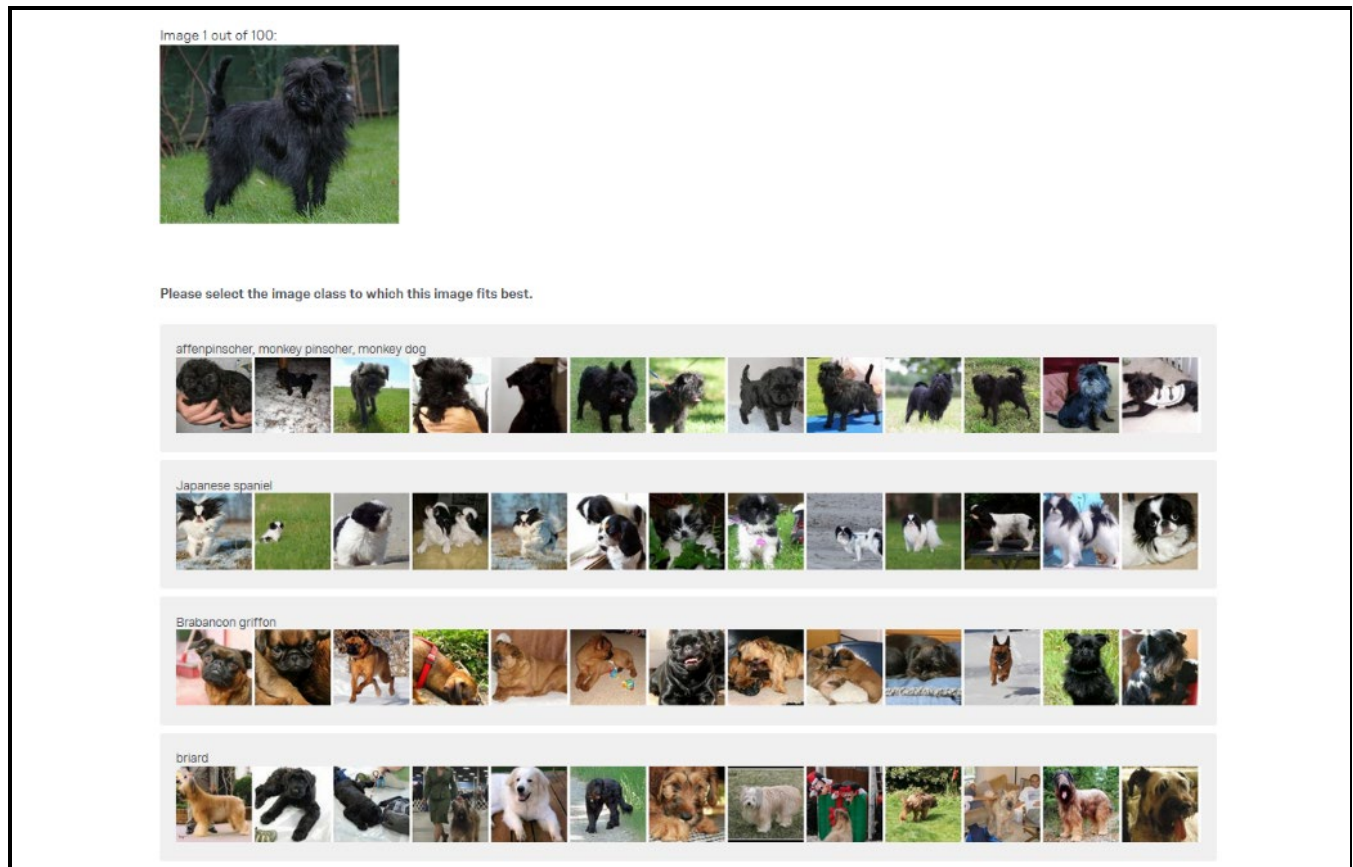 Image 1 out of 100:
Please select the image class to which this image fits best.
affenpinscher, monkey pinscher, monkey dog
Japanese spaniel
Brabancon griffon
briard